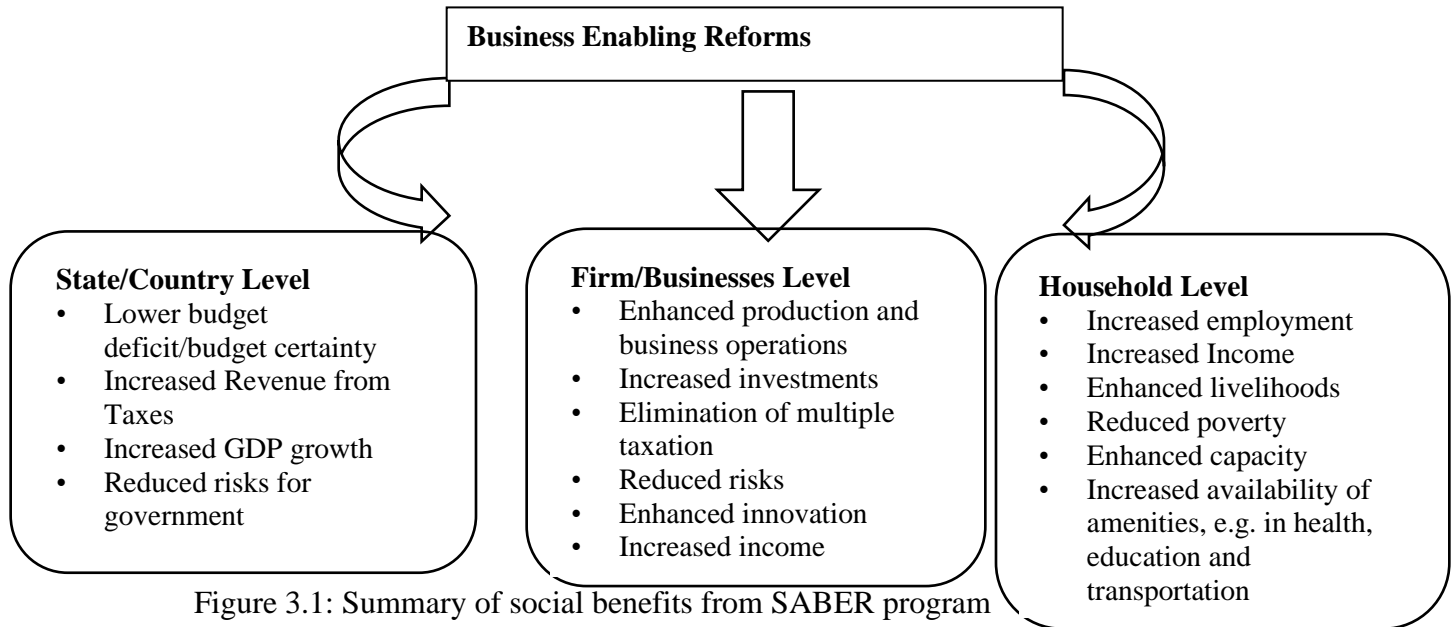 Business Enabling Reforms
State/Country Level
• Lower budget
deficit/budget certainty
• Increased Revenue from
Taxes
• Increased GDP growth
• Reduced risks for
government
Firm/Businesses Level
• Enhanced production and
business operations
• Increased investments
• Elimination of multiple
taxation
• Reduced risks
• Enhanced innovation
• Increased income
Household Level
• Increased employment
• Increased Income
• Enhanced livelihoods
• Reduced poverty
• Enhanced capacity
• Increased availability of
amenities, e.g. in health,
education and
transportation
Figure 3.1: Summary of social benefits from SABER program